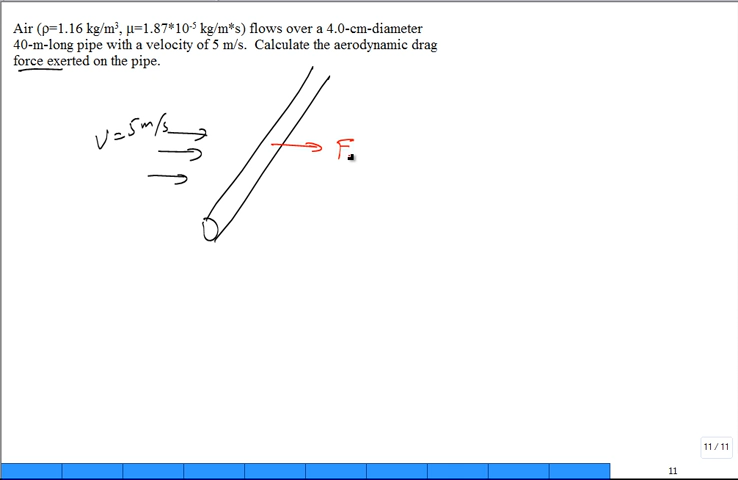 Air (ρ=1.16 kg/m³, μ=1.87*10⁻⁵ kg/m*s) flows over a 4.0-cm-diameter
40-m-long pipe with a velocity of 5 m/s. Calculate the aerodynamic drag
force exerted on the pipe.
V=5m/s
F
11 / 11
11